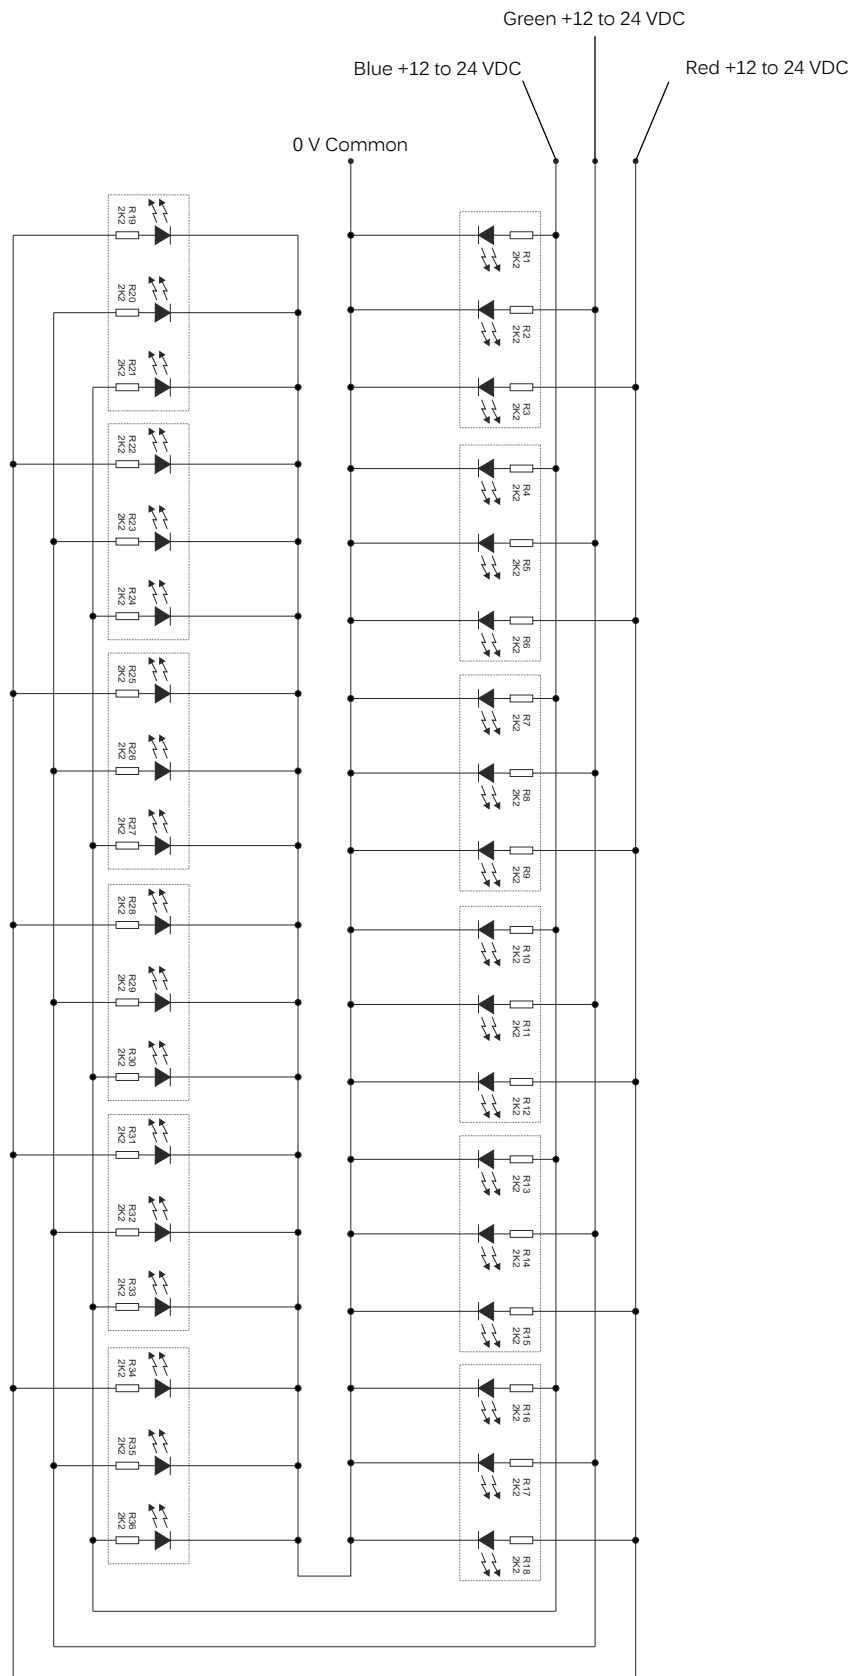 Green +12 to 24 VDC
Blue +12 to 24 VDC
Red +12 to 24 VDC
0 V Common
R19
2K2
R20
2K2
R21
2K2
R22
2K2
R23
2K2
R24
2K2
R25
2K2
R26
2K2
R27
2K2
R28
2K2
R29
2K2
R30
2K2
R31
2K2
R32
2K2
R33
2K2
R34
2K2
R35
2K2
R36
2K2
R1
2K2
R2
2K2
R3
2K2
R4
2K2
R5
2K2
R6
2K2
R7
2K2
R8
2K2
R9
2K2
R10
2K2
R11
2K2
R12
2K2
R13
2K2
R14
2K2
R15
2K2
R16
2K2
R17
2K2
R18
2K2